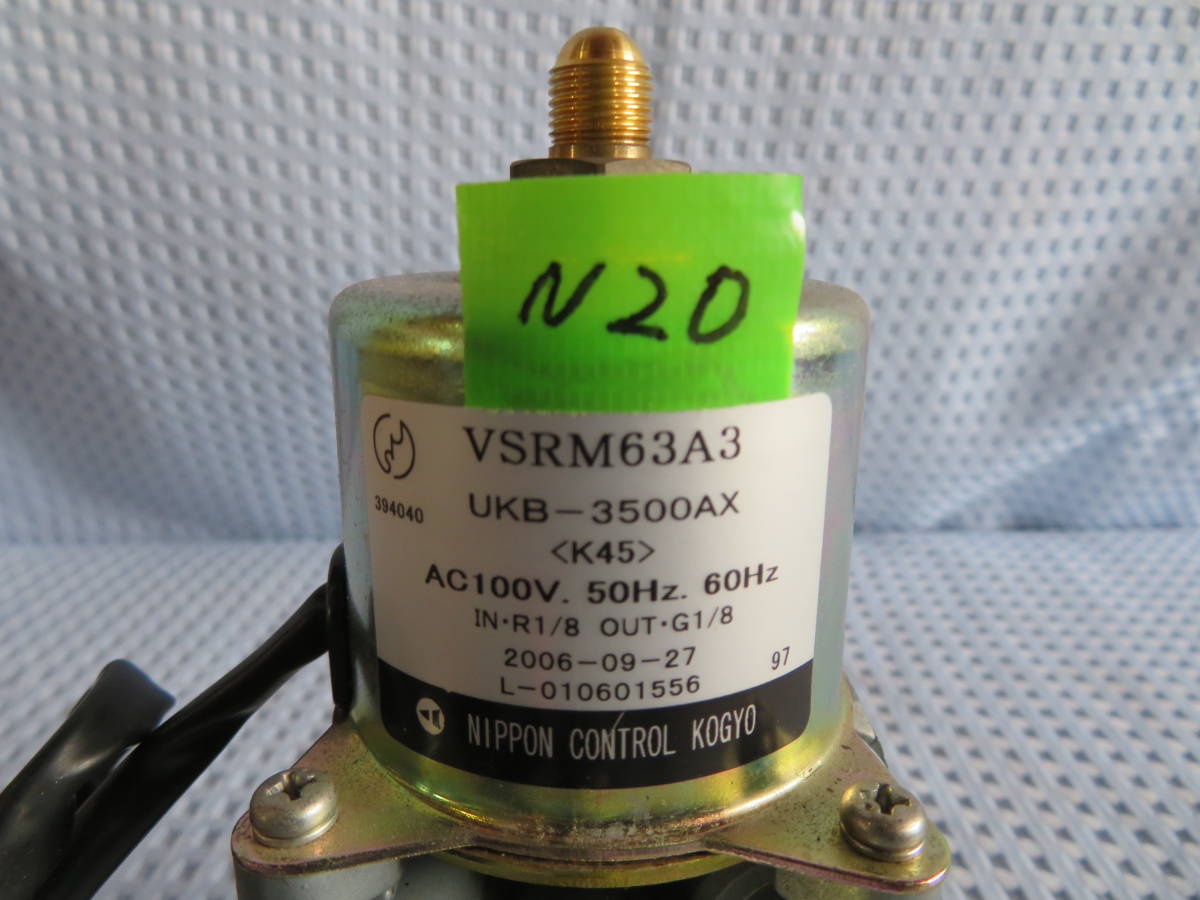 N20
VSRM63A3
394040
UKB-3500AX
<K45>
AC100V. 50Hz. 60Hz
IN・R1/8 OUT・G1/8
2006-09-27 97
L-010601556
NIPPON CONTROL KOGYO